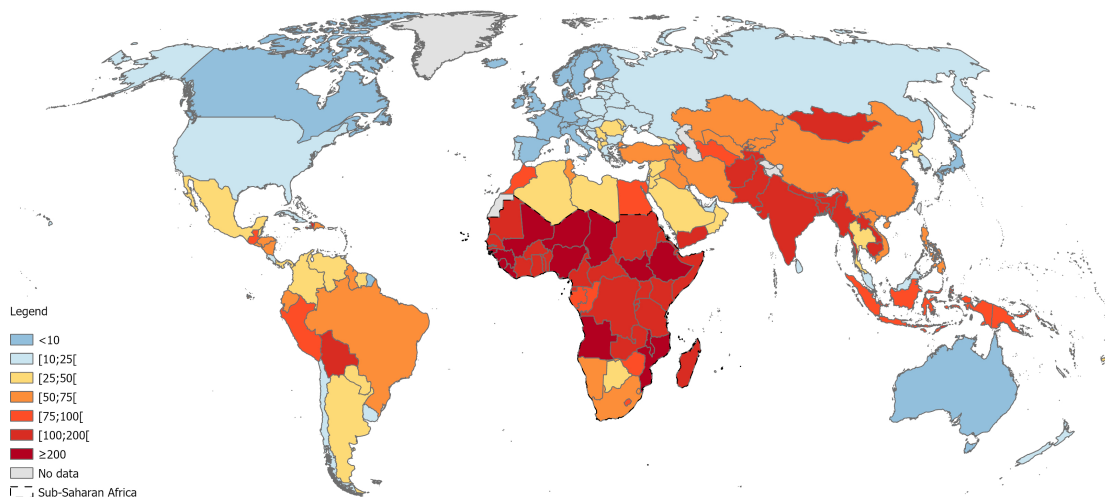 Legend
<10
[10;25[
[25;50[
[50;75[
[75;100[
[100;200[
≥200
No data
Sub-Saharan Africa